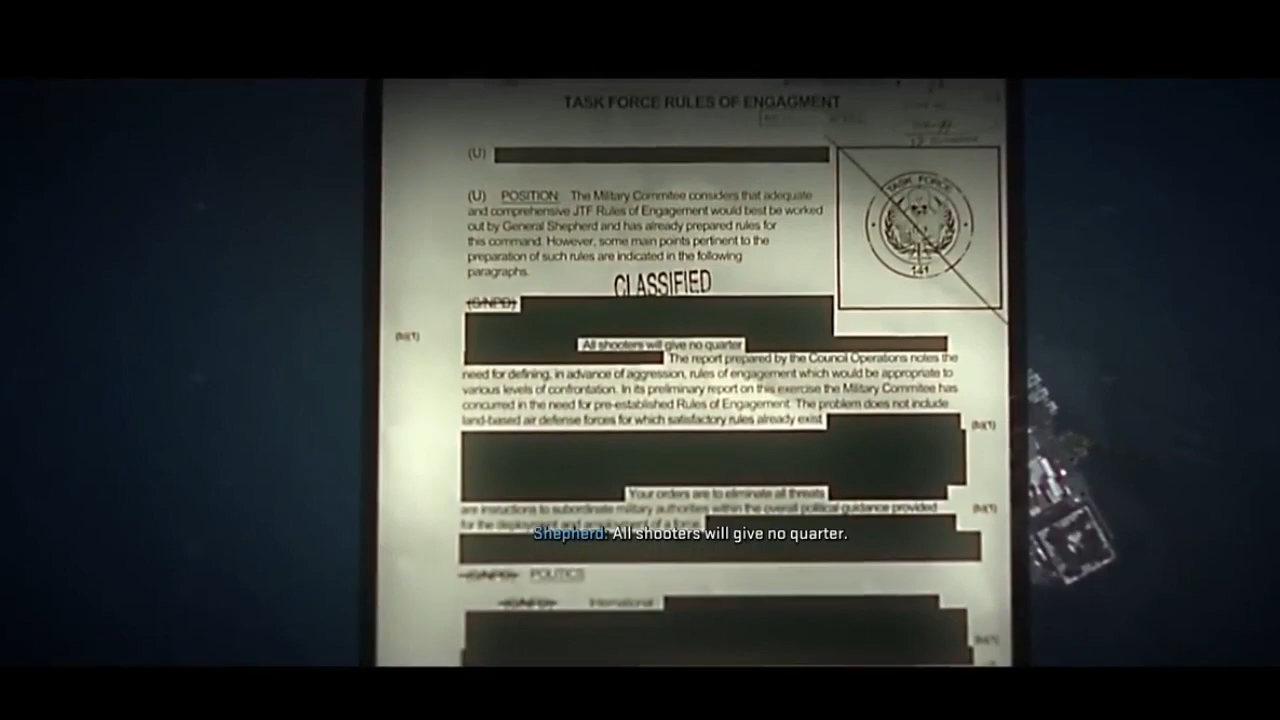 TASK FORCE RULES OF ENGAGMENT
(U)
(U) POSITION: The Military Commitee considers that adequate
and comprehensive JTF Rules of Engagement would best be worked
out by General Shepherd and has already prepared rules for
this command. However, some main points pertinent to the
preparation of such rules are indicated in the following
paragraphs.
TASK FORCE
141
CLASSIFIED
(S/NPD)
(b)(1)
All shooters will give no quarter
The report prepared by the Council Operations notes the
need for defining, in advance of aggression, rules of engagement which would be appropriate to
various levels of confrontation. In its preliminary report on this exercise the Military Commitee has
concurred in the need for pre-established Rules of Engagement. The problem does not include
land-based air defense forces for which satisfactory rules already exist
(b)(1)
Your orders are to eliminate all threats
are instructions to subordinate military authorities within the overall political guidance provided
(b)(1)
for the of a force.
Shepherd: All shooters will give no quarter.
POLITICS
International